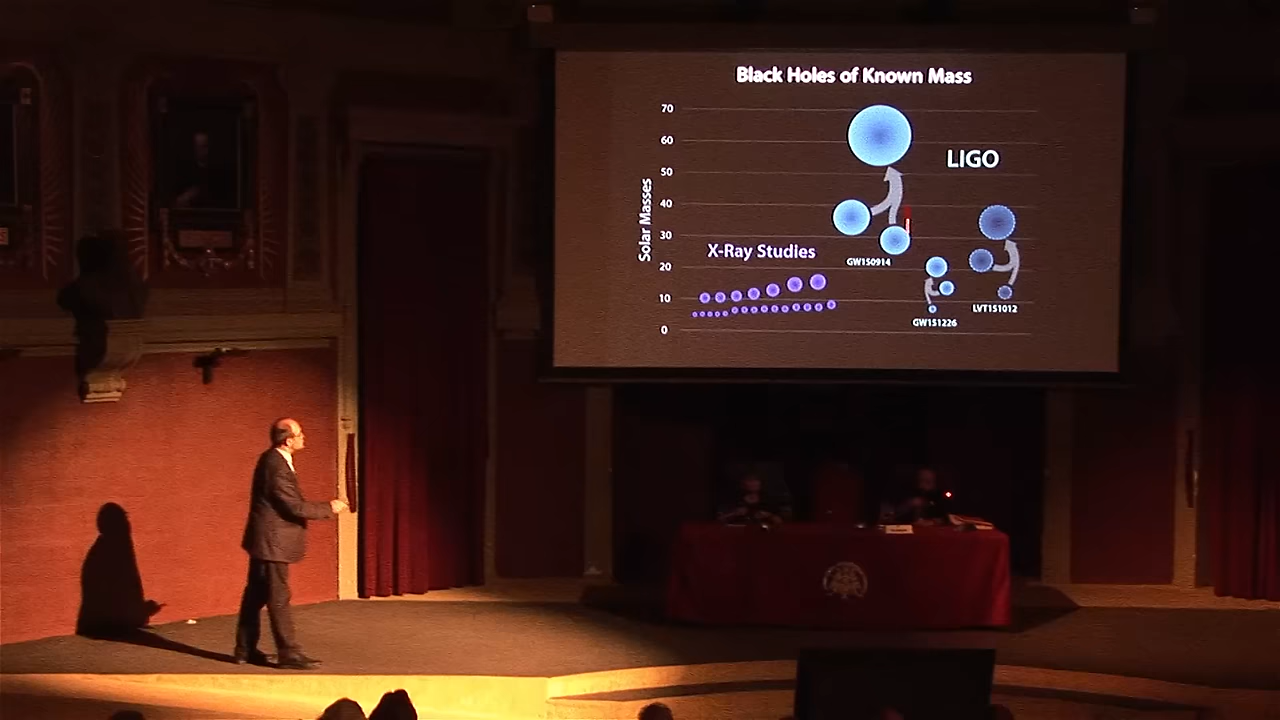 Black Holes of Known Mass
70
60
50
40
30
20
10
0
Solar Masses
LIGO
X-Ray Studies
GW150914
GW151226
LVT151012